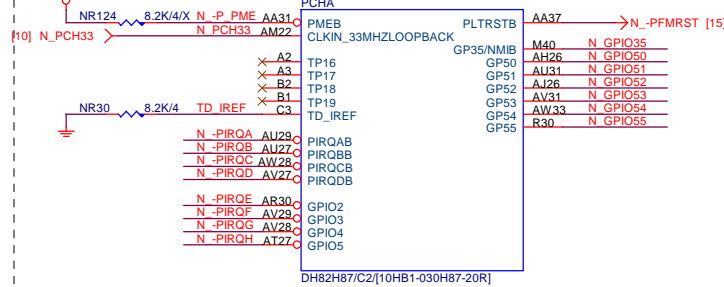 PCHA
NR124 8.2K/4/X N_-P_PME AA31 PMEB PLTRSTB AA37 N_-PFMRST [15]
[10] N_PCH33 N_PCH33 AM22 CLKIN_33MHZLOOPBACK
GP35/NMIB M40 N_GPIO35
A2 TP16 GP50 AH26 N_GPIO50
A3 TP17 GP51 AU31 N_GPIO51
B2 TP18 GP52 AJ26 N_GPIO52
B1 TP19 GP53 AV31 N_GPIO53
NR30 8.2K/4 TD_IREF C3 TD_IREF GP54 AW33 N_GPIO54
GP55 R30 N_GPIO55
N_-PIRQA AU29 PIRQAB
N_-PIRQB AU27 PIRQBB
N_-PIRQC AW28 PIRQCB
N_-PIRQD AV27 PIRQDB
N_-PIRQE AR30 GPIO2
N_-PIRQF AV29 GPIO3
N_-PIRQG AV28 GPIO4
N_-PIRQH AT27 GPIO5
DH82H87/C2/[10HB1-030H87-20R]